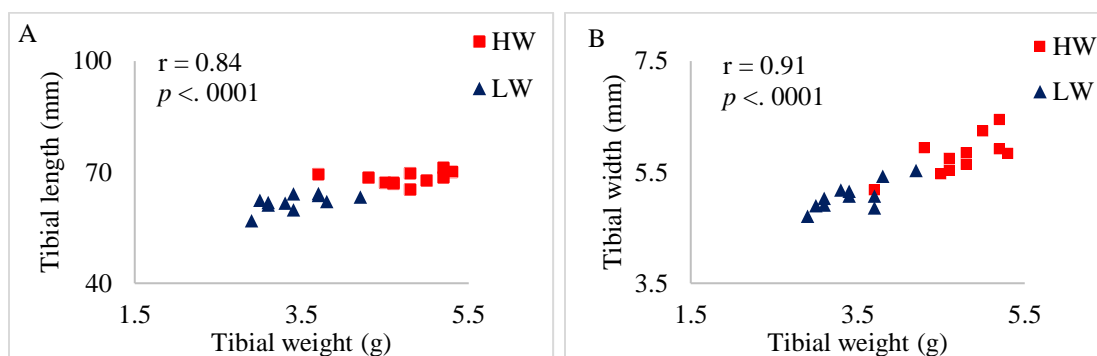 A
HW
LW
r = 0.84
p <. 0001
Tibial length (mm)
100
70
40
1.5
3.5
5.5
Tibial weight (g)
B
HW
LW
r = 0.91
p <. 0001
Tibial width (mm)
7.5
5.5
3.5
1.5
3.5
5.5
Tibial weight (g)